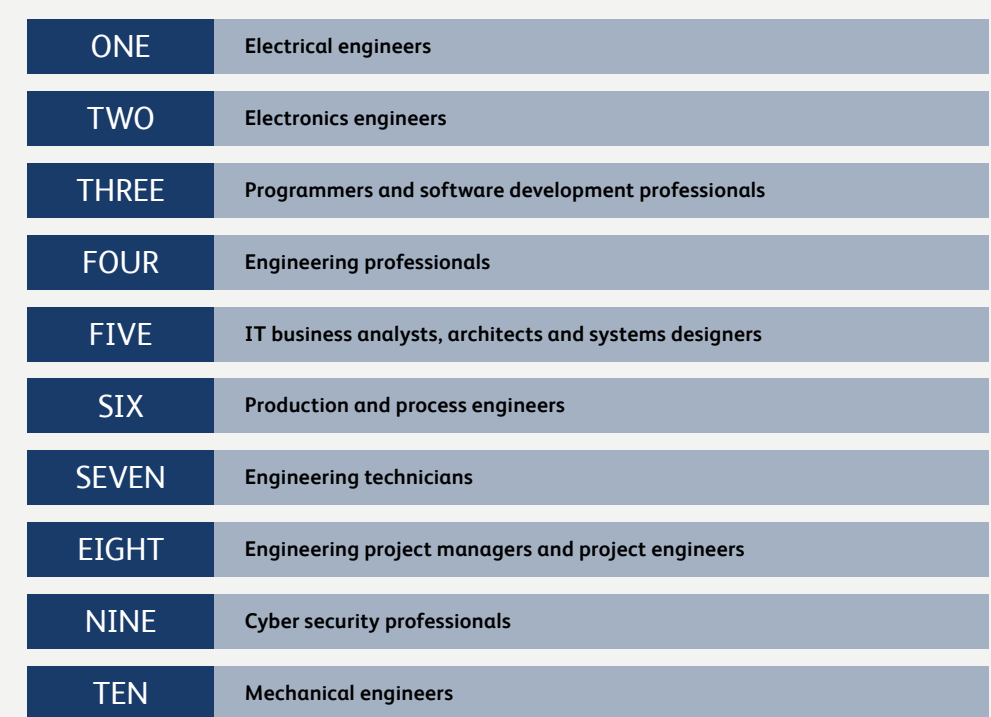 ONE Electrical engineers
TWO Electronics engineers
THREE Programmers and software development professionals
FOUR Engineering professionals
FIVE IT business analysts, architects and systems designers
SIX Production and process engineers
SEVEN Engineering technicians
EIGHT Engineering project managers and project engineers
NINE Cyber security professionals
TEN Mechanical engineers